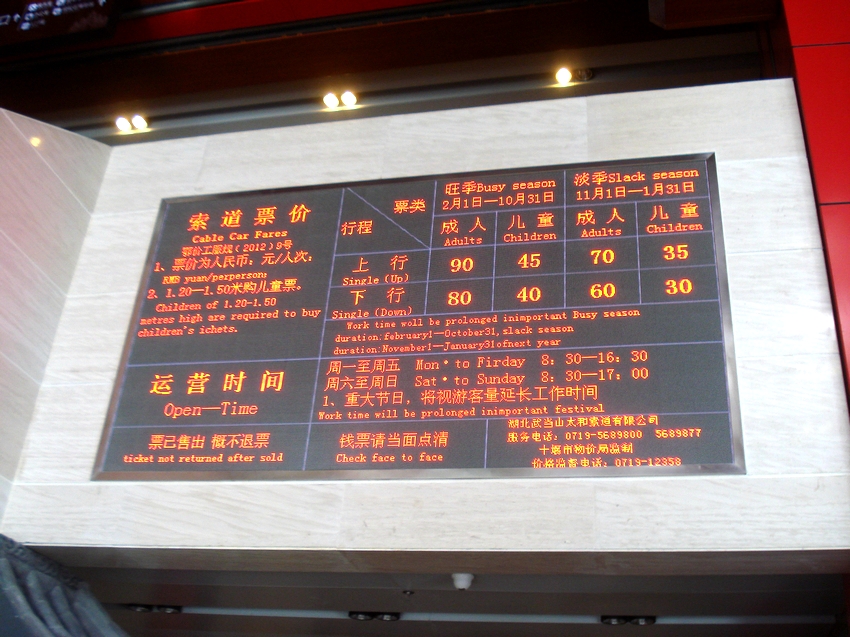 索道票价
Cable Car Fares
鄂价工服规（2012）9号
1、票价为人民币：元/人次：
RMB yuan/perperson;
2、1.20—1.50米购儿童票。
Children of 1.20-1.50
metres high are required to buy
children's ichets.
票类
行程
旺季Busy season
2月1日—10月31日
淡季Slack season
11月1日—1月31日
成人 儿童 成人 儿童
Adults Children Adults Children
上行 90 45 70 35
Single(Up)
下行 80 40 60 30
Single(Down)
Work time woll be prolonged inimportant Busy season
duration:february1—October31,slack season
duration:November1—January31ofnext year
运营时间
Open—Time
周一至周五 Mon·to Firday 8：30—16：30
周六至周日 Sat·to Sunday 8：30—17：00
1、重大节日，将视游客量延长工作时间
Work time will be prolonged inimportant festival
票已售出 概不退票
ticket not returned after sold
钱票请当面点清
Check face to face
湖北武当山太和索道有限公司
服务电话：0719-5689800 5689877
十堰市物价局监制
价格监督电话：0719-12358